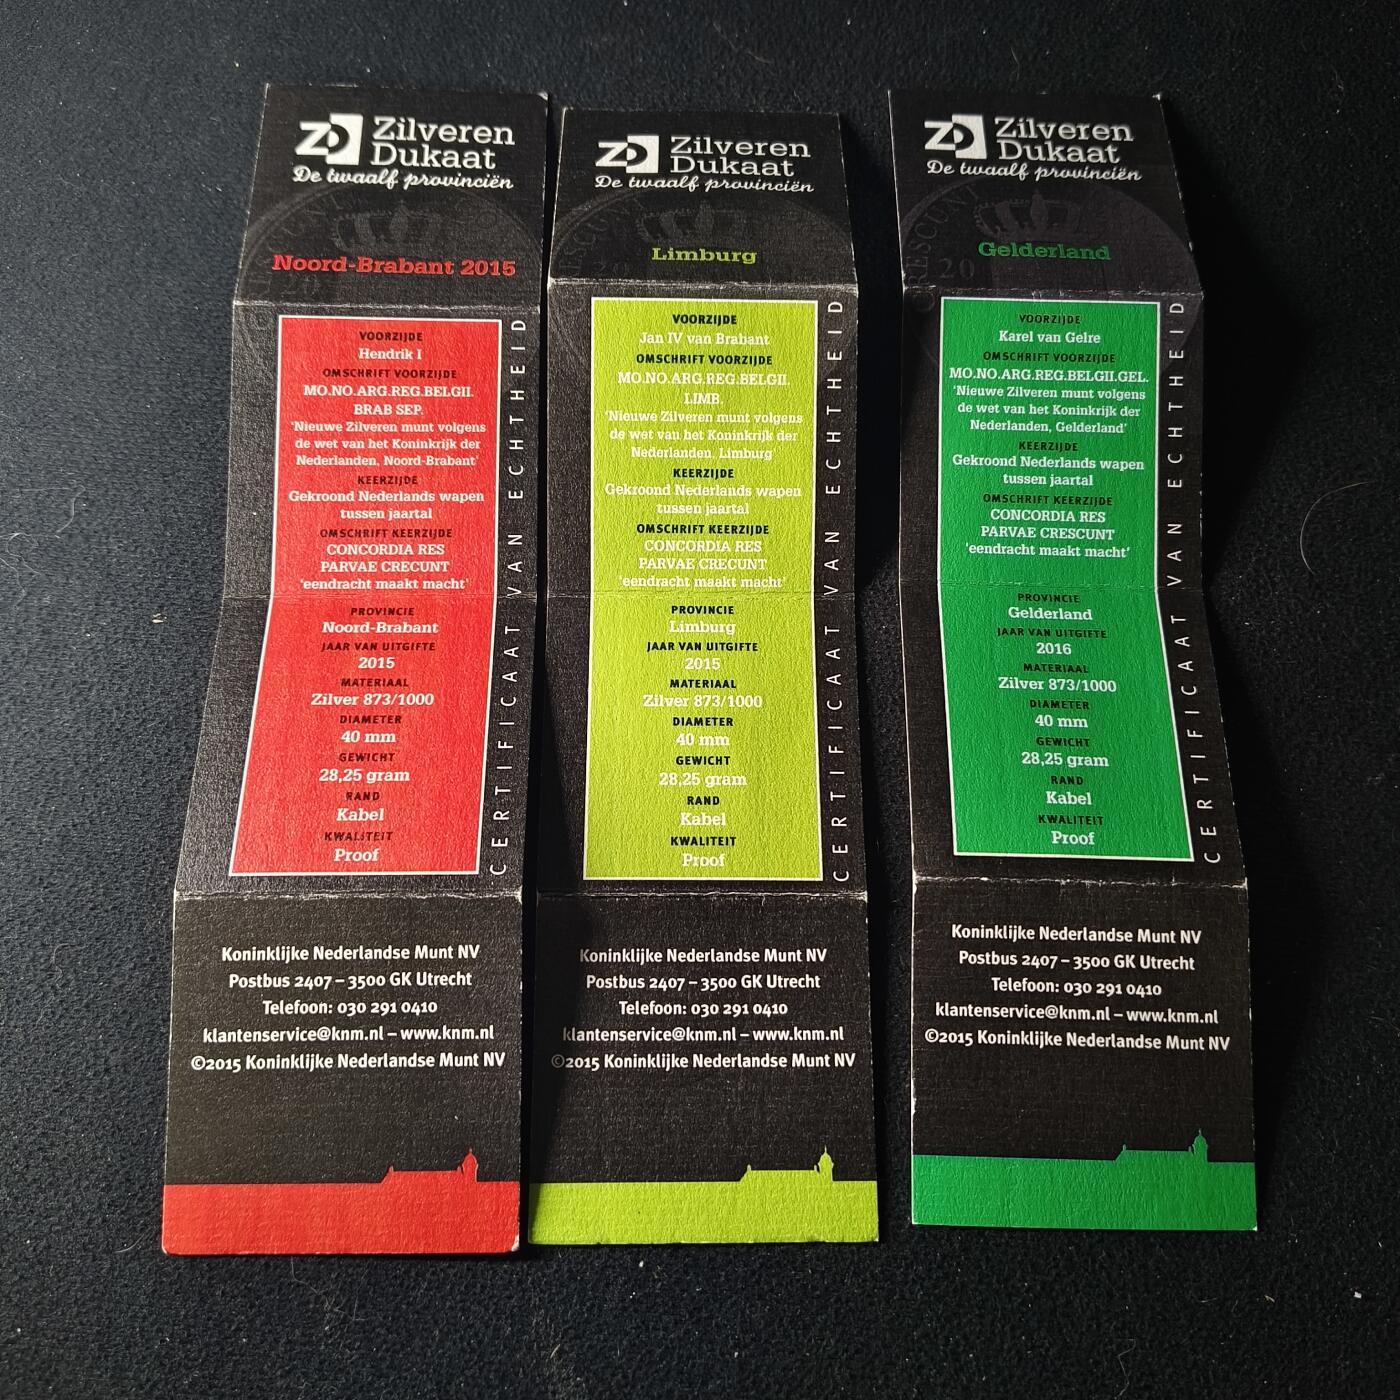 ZD Zilveren
Dukaat
De twaalf provinciën
Noord-Brabant 2015
VOORZIJDE
Hendrik I
OMSCHRIFT VOORZIJDE
MO.NO.ARG.REG.BELGII.
BRAB SEP.
'Nieuwe Zilveren munt volgens
de wet van het Koninkrijk der
Nederlanden, Noord-Brabant'
KEERZIJDE
Gekroond Nederlands wapen
tussen jaartal
OMSCHRIFT KEERZIJDE
CONCORDIA RES
PARVAE CRECUNT
'eendracht maakt macht'
PROVINCIE
Noord-Brabant
JAAR VAN UITGIFTE
2015
MATERIAAL
Zilver 873/1000
DIAMETER
40 mm
GEWICHT
28,25 gram
RAND
Kabel
KWALITEIT
Proof
CERTIFICAAT VAN ECHTHEID
Koninklijke Nederlandse Munt NV
Postbus 2407 – 3500 GK Utrecht
Telefoon: 030 291 0410
klantenservice@knm.nl – www.knm.nl
©2015 Koninklijke Nederlandse Munt NV
ZD Zilveren
Dukaat
De twaalf provinciën
Limburg
VOORZIJDE
Jan IV van Brabant
OMSCHRIFT VOORZIJDE
MO.NO.ARG.REG.BELGII.
LIMB.
'Nieuwe Zilveren munt volgens
de wet van het Koninkrijk der
Nederlanden, Limburg'
KEERZIJDE
Gekroond Nederlands wapen
tussen jaartal
OMSCHRIFT KEERZIJDE
CONCORDIA RES
PARVAE CRECUNT
'eendracht maakt macht'
PROVINCIE
Limburg
JAAR VAN UITGIFTE
2015
MATERIAAL
Zilver 873/1000
DIAMETER
40 mm
GEWICHT
28,25 gram
RAND
Kabel
KWALITEIT
Proof
CERTIFICAAT VAN ECHTHEID
Koninklijke Nederlandse Munt NV
Postbus 2407 – 3500 GK Utrecht
Telefoon: 030 291 0410
klantenservice@knm.nl – www.knm.nl
©2015 Koninklijke Nederlandse Munt NV
ZD Zilveren
Dukaat
De twaalf provinciën
Gelderland
VOORZIJDE
Karel van Gelre
OMSCHRIFT VOORZIJDE
MO.NO.ARG.REG.BELGII.GEL.
'Nieuwe Zilveren munt volgens
de wet van het Koninkrijk der
Nederlanden, Gelderland'
KEERZIJDE
Gekroond Nederlands wapen
tussen jaartal
OMSCHRIFT KEERZIJDE
CONCORDIA RES
PARVAE CRESCUNT
'eendracht maakt macht'
PROVINCIE
Gelderland
JAAR VAN UITGIFTE
2016
MATERIAAL
Zilver 873/1000
DIAMETER
40 mm
GEWICHT
28,25 gram
RAND
Kabel
KWALITEIT
Proof
CERTIFICAAT VAN ECHTHEID
Koninklijke Nederlandse Munt NV
Postbus 2407 – 3500 GK Utrecht
Telefoon: 030 291 0410
klantenservice@knm.nl – www.knm.nl
©2015 Koninklijke Nederlandse Munt NV